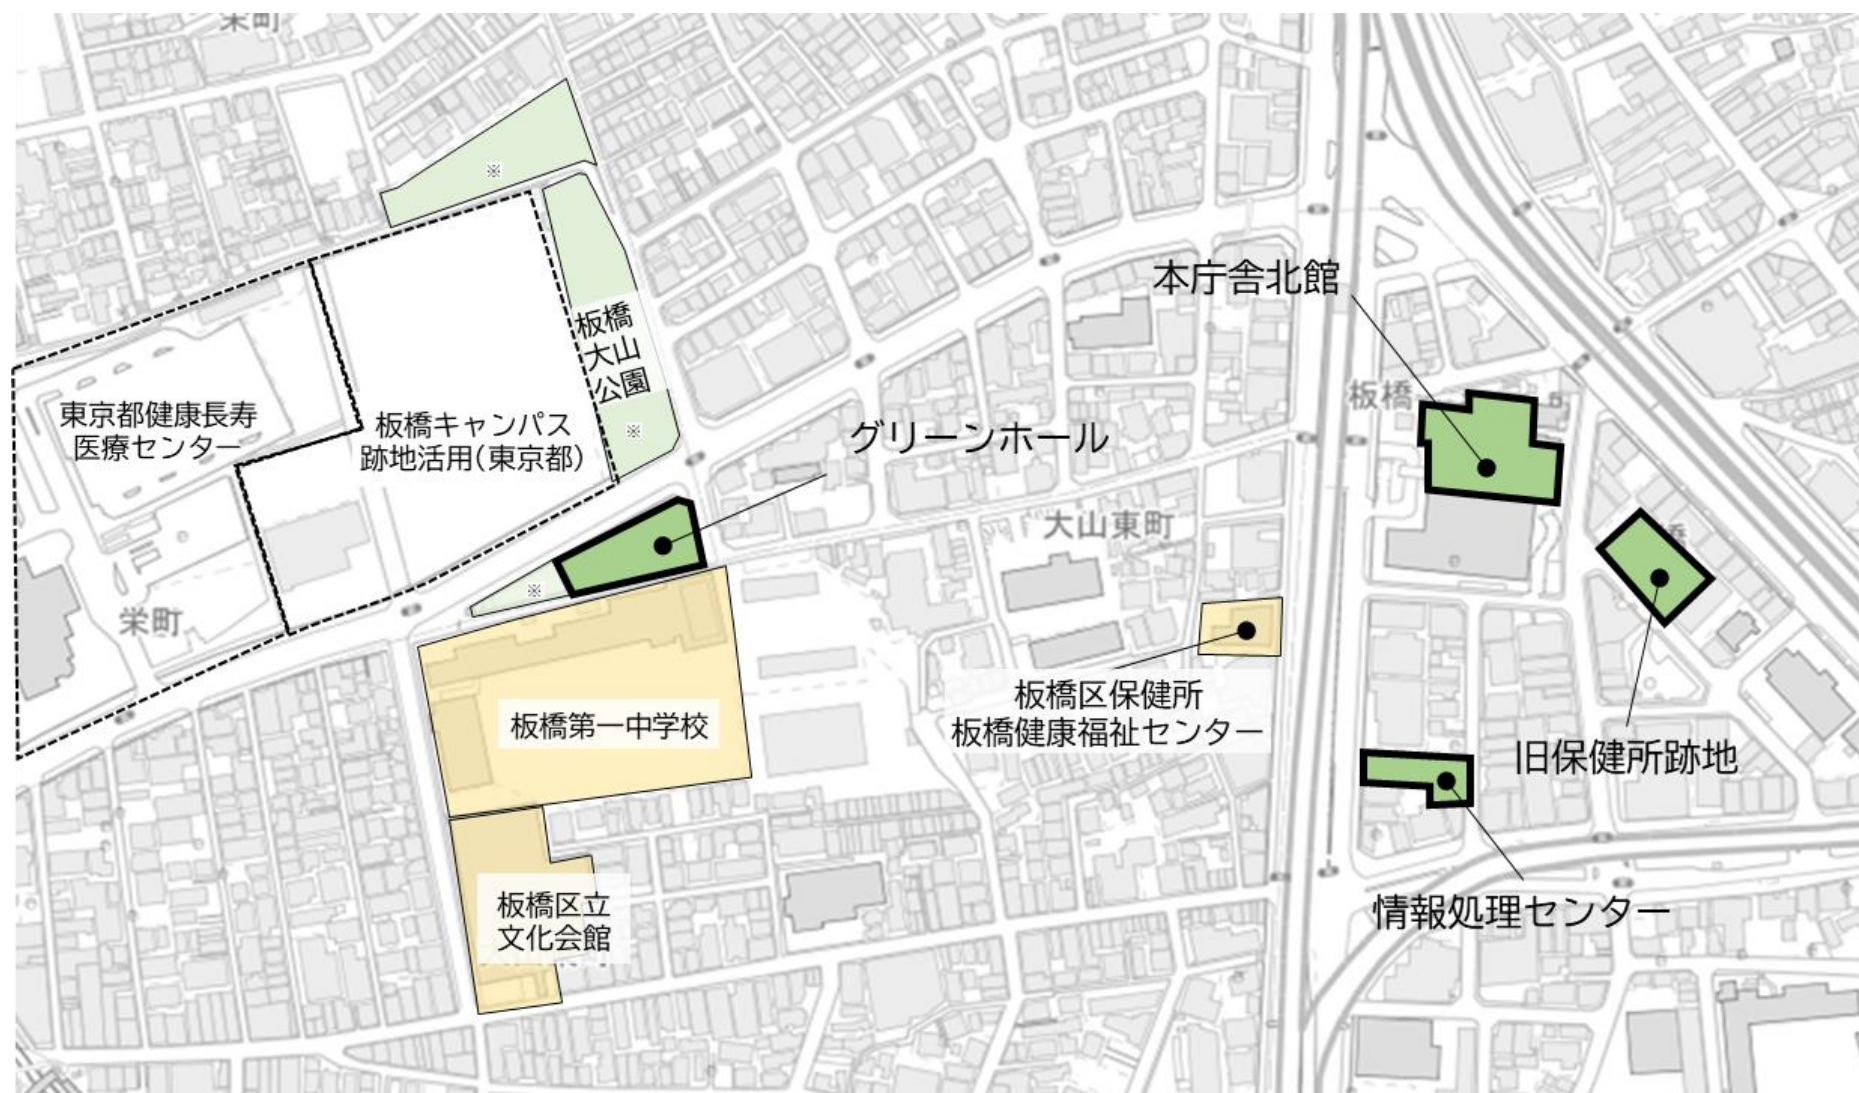 栄町
※
本庁舎北館
板橋
大山
公園
板橋
東京都健康長寿
医療センター
板橋キャンパス
跡地活用(東京都)
※
グリーンホール
大山東町
※
栄町
板橋区保健所
板橋健康福祉センター
板橋第一中学校
旧保健所跡地
板橋区立
文化会館
情報処理センター